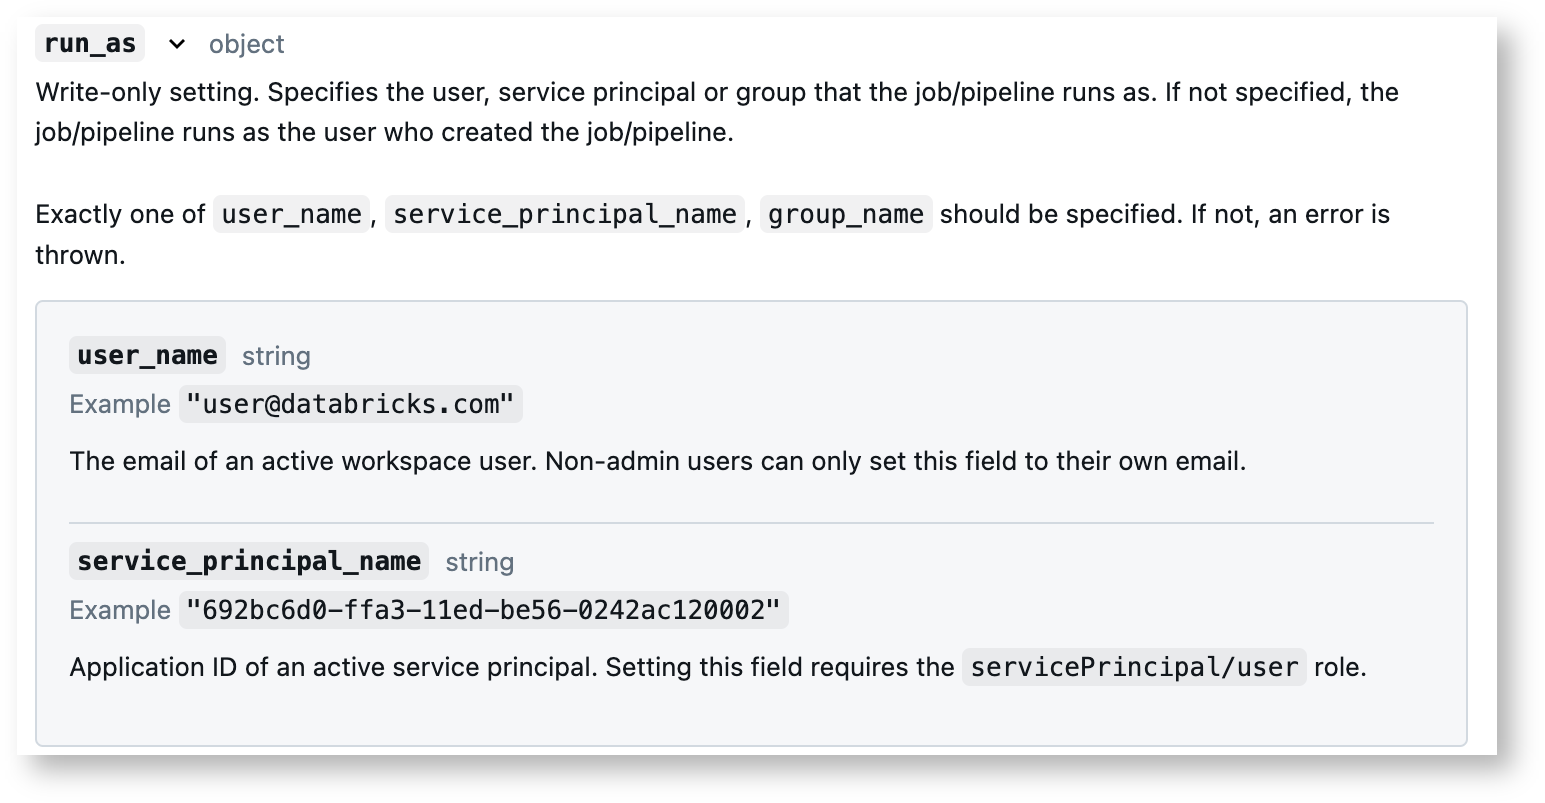 run_as object
Write-only setting. Specifies the user, service principal or group that the job/pipeline runs as. If not specified, the
job/pipeline runs as the user who created the job/pipeline.
Exactly one of user_name, service_principal_name, group_name should be specified. If not, an error is
thrown.
user_name string
Example "user@databricks.com"
The email of an active workspace user. Non-admin users can only set this field to their own email.
service_principal_name string
Example "692bc6d0-ffa3-11ed-be56-0242ac120002"
Application ID of an active service principal. Setting this field requires the servicePrincipal/user role.